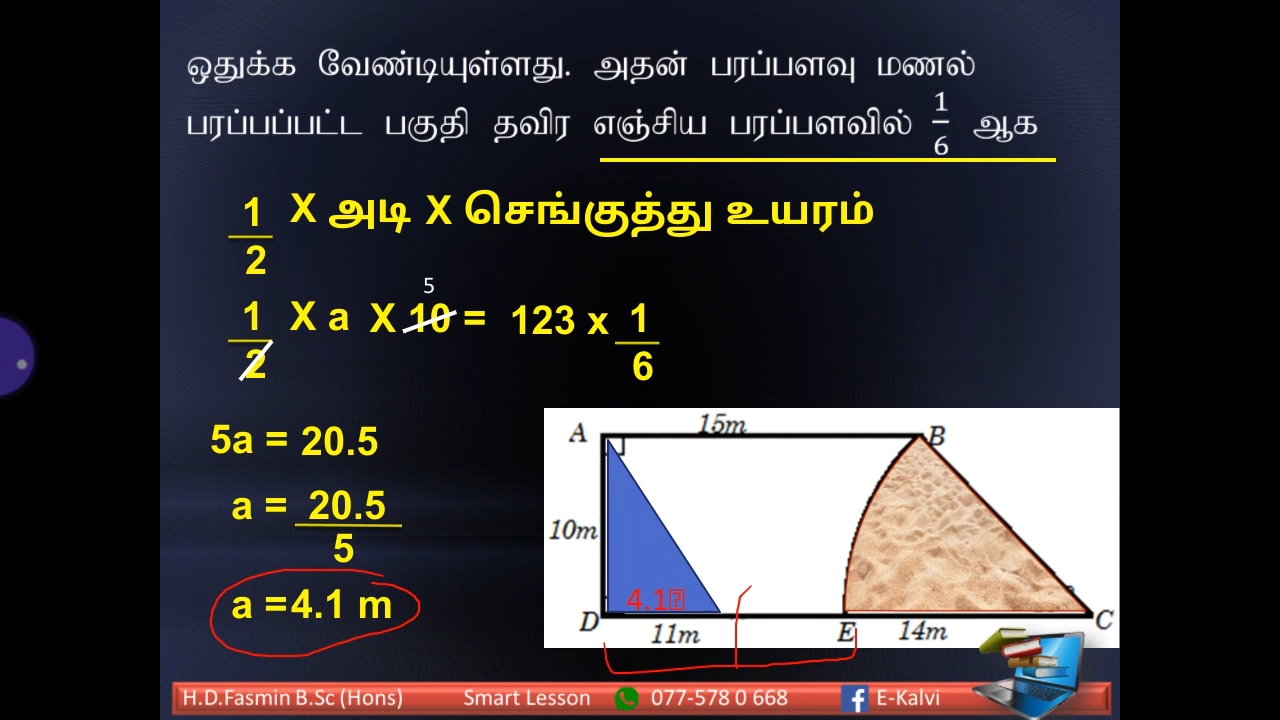 ஒதுக்க வேண்டியுள்ளது. அதன் பரப்பளவு மணல்
பரப்பப்பட்ட பகுதி தவிர எஞ்சிய பரப்பளவில் 1/6 ஆக
1/2 X அடி X செங்குத்து உயரம்
5
1/2 X a X 10 = 123 x 1/6
5a = 20.5
a = 20.5/5
a = 4.1 m
A 15m B
10m
4.1
D 11m E 14m C
H.D.Fasmin B.Sc (Hons) Smart Lesson 077-578 0 668 E-Kalvi